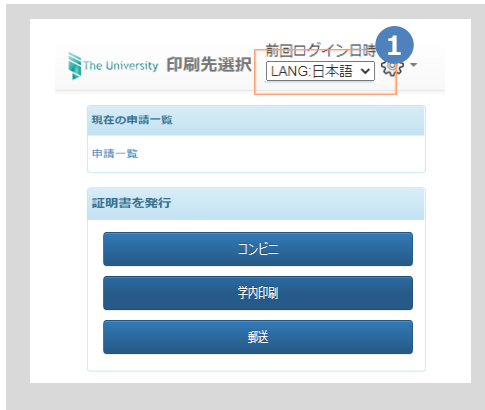 前回ログイン日時
1
The University 印刷先選択
LANG:日本語
現在の申請一覧
申請一覧
証明書を発行
コンビニ
学内印刷
郵送